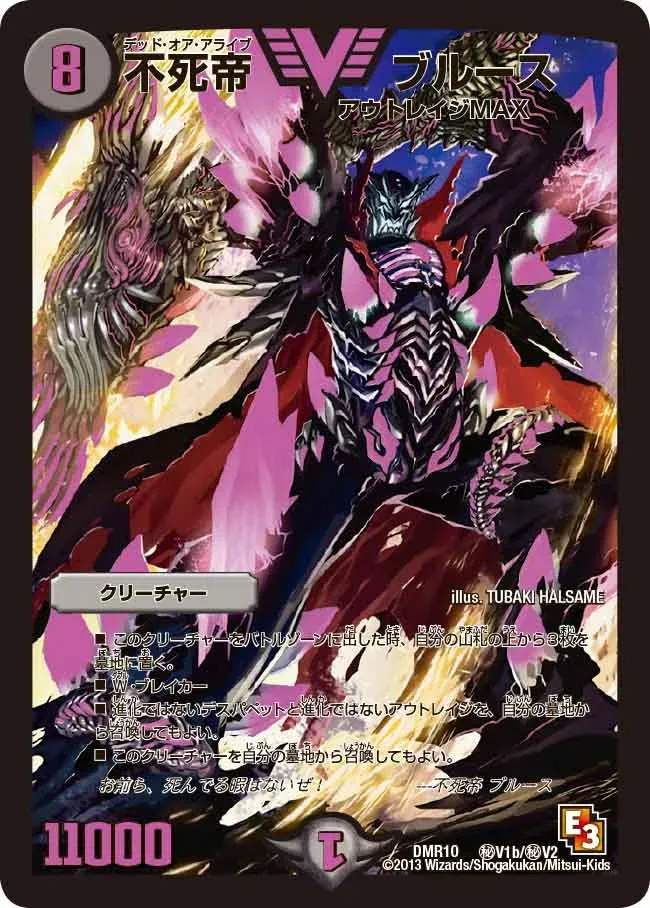 デッド・オア・アライブ
8 不死帝 V ブルース
アウトレイジMAX
クリーチャー
illus. TUBAKI HALSAME
■ このクリーチャーをバトルゾーンに出した時、自分の山札の上から3枚を
墓地に置く。
■ W・ブレイカー
■ 進化ではないデスパペットと進化ではないアウトレイジを、自分の墓地か
ら召喚してもよい。
■ このクリーチャーを自分の墓地から召喚してもよい。
お前ら、死んでる暇はないぜ! ──不死帝 ブルース
11000
1
DMR10 ㊙V1b/㊙V2
E3
©2013 Wizards/Shogakukan/Mitsui-Kids